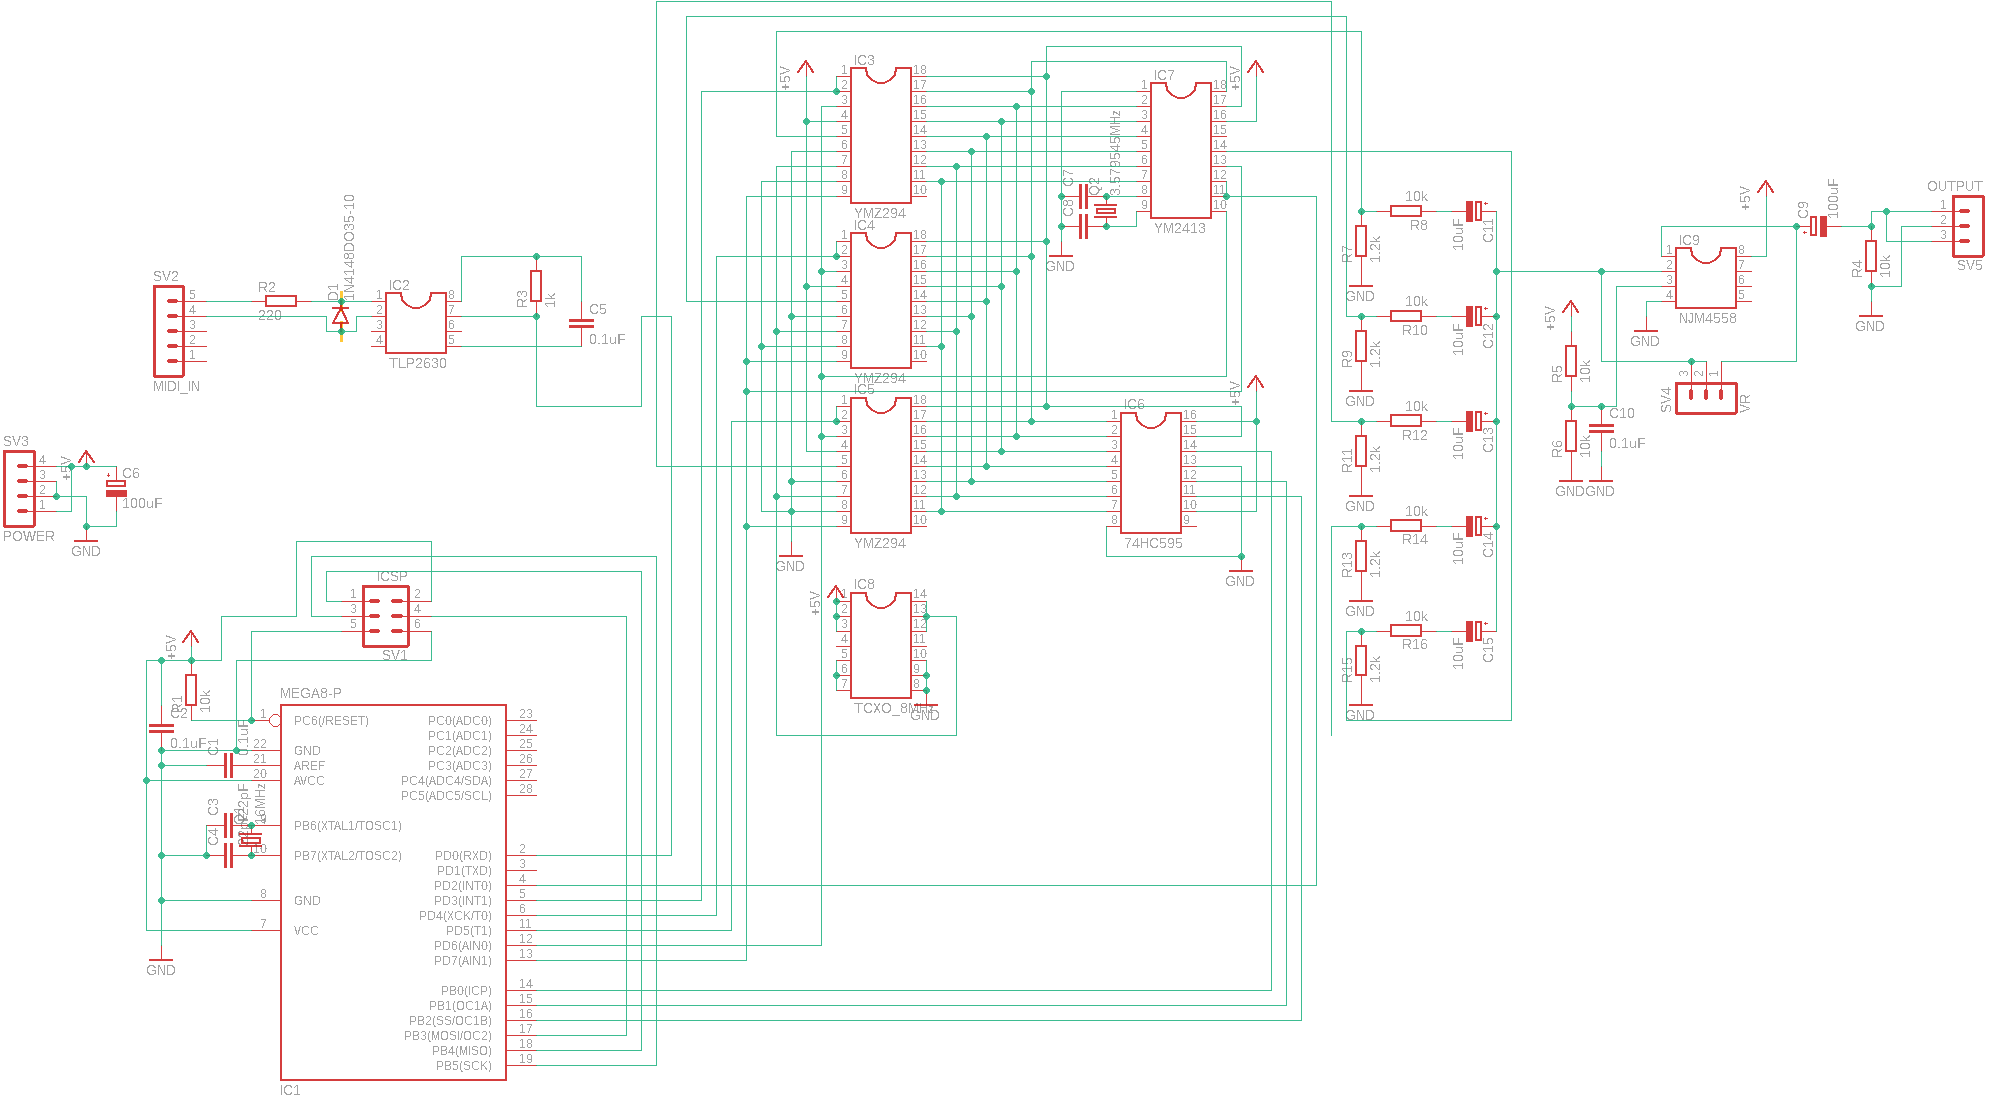 SV2
MIDI_IN
5
4
3
2
1
R2
220
D1
1N4148DO35-10
IC2
TLP2630
1
2
3
4
8
7
6
5
R3
1k
C5
0.1uF
SV3
POWER
4
3
2
1
+5V
C6
100uF
GND
ICSP
SV1
1
3
5
2
4
6
+5V
R1
10k
C2
0.1uF
C1
0.1uF
C3
C4
22pF
16MHz
GND
MEGA8-P
IC1
1
22
21
20
10
8
7
PC6(/RESET)
GND
AREF
AVCC
PB6(XTAL1/TOSC1)
PB7(XTAL2/TOSC2)
GND
VCC
PC0(ADC0) 23
PC1(ADC1) 24
PC2(ADC2) 25
PC3(ADC3) 26
PC4(ADC4/SDA) 27
PC5(ADC5/SCL) 28
PD0(RXD) 2
PD1(TXD) 3
PD2(INT0) 4
PD3(INT1) 5
PD4(XCK/T0) 6
PD5(T1) 11
PD6(AIN0) 12
PD7(AIN1) 13
PB0(ICP) 14
PB1(OC1A) 15
PB2(SS/OC1B) 16
PB3(MOSI/OC2) 17
PB4(MISO) 18
PB5(SCK) 19
+5V
IC3
1 18
2 17
3 16
4 15
5 14
6 13
7 12
8 11
9 10
YMZ294
IC4
1 18
2 17
3 16
4 15
5 14
6 13
7 12
8 11
9 10
YMZ294
IC5
1 18
2 17
3 16
4 15
5 14
6 13
7 12
8 11
9 10
YMZ294
GND
+5V
IC8
1 14
2 13
3 12
4 11
5 10
6 9
7 8
TCXO_8MHz
GND
IC7
1 18
2 17
3 16
4 15
5 14
6 13
7 12
8 11
9 10
YM2413
+5V
C7
C8
Q2
3.579545MHz
GND
+5V
IC6
1 16
2 15
3 14
4 13
5 12
6 11
7 10
8 9
74HC595
GND
R7
1.2k
GND
10k
R8
10uF
C11
R9
1.2k
GND
10k
R10
10uF
C12
R11
1.2k
GND
10k
R12
10uF
C13
R13
1.2k
GND
10k
R14
10uF
C14
R15
1.2k
GND
10k
R16
10uF
C15
+5V
R5
10k
R6
10k
C10
0.1uF
GND
GND
IC9
1 8
2 7
3 6
4 5
NJM4558
GND
+5V
SV4
3
2
1
VR
C9
100uF
R4
10k
GND
OUTPUT
1
2
3
SV5